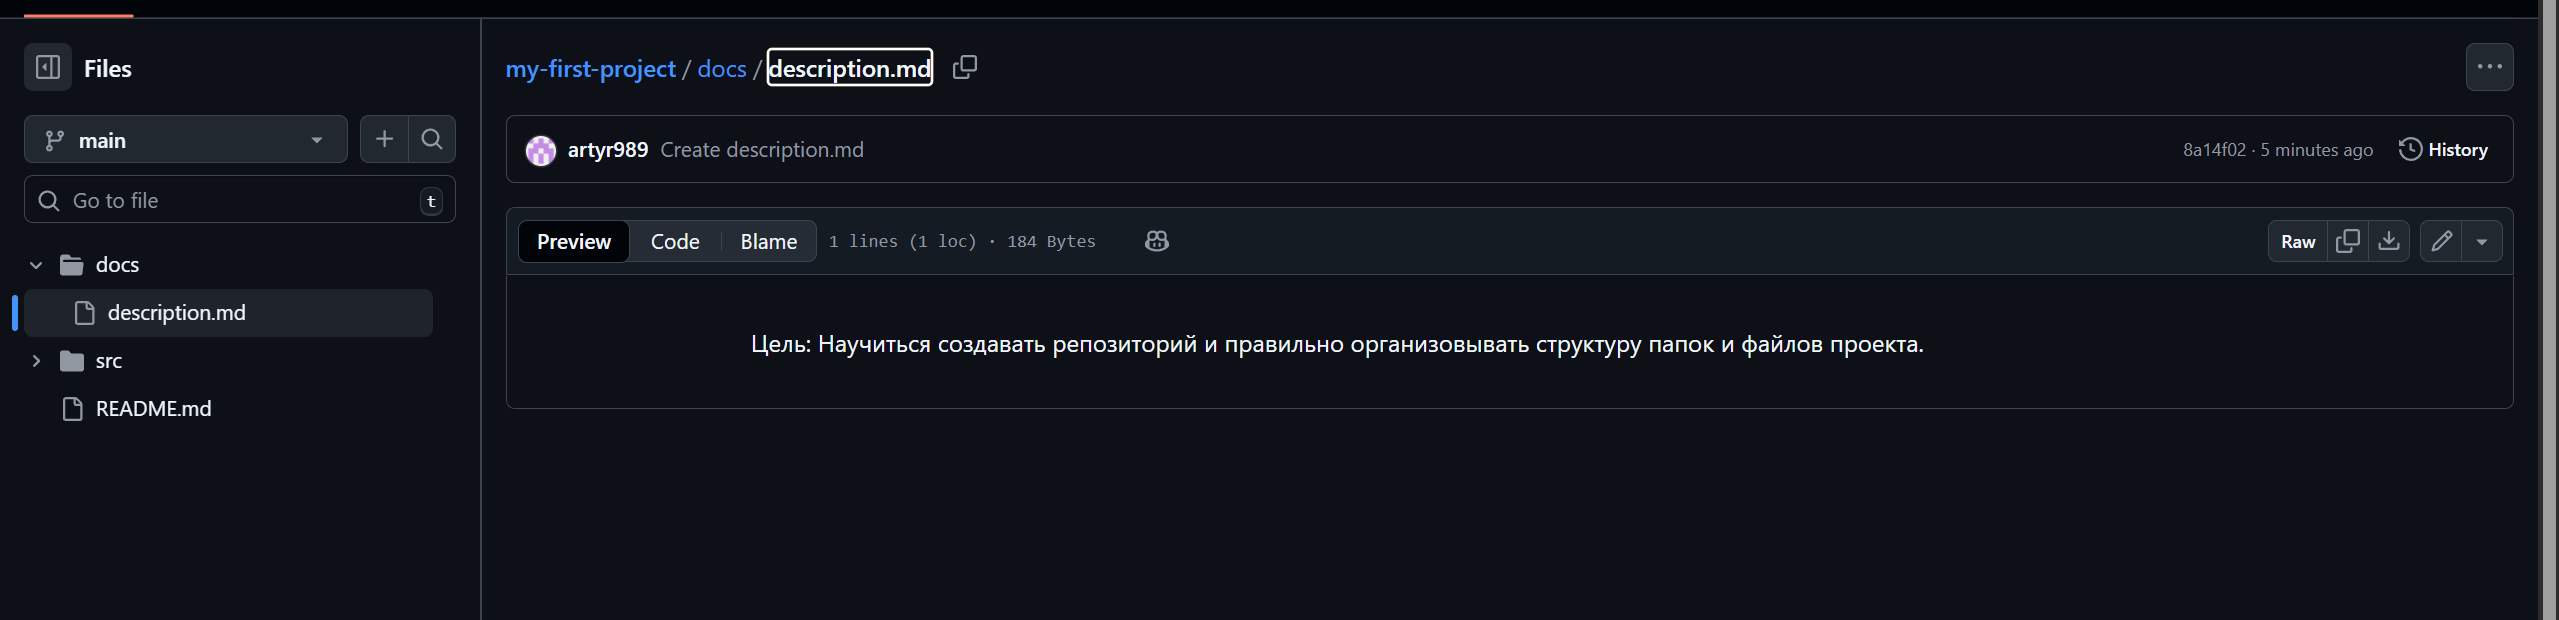 Files
main
Go to file
t
docs
description.md
src
README.md
my-first-project / docs / description.md
artyr989 Create description.md
8a14f02 · 5 minutes ago
History
Preview Code Blame 1 lines (1 loc) · 184 Bytes
Raw
Цель: Научиться создавать репозиторий и правильно организовывать структуру папок и файлов проекта.